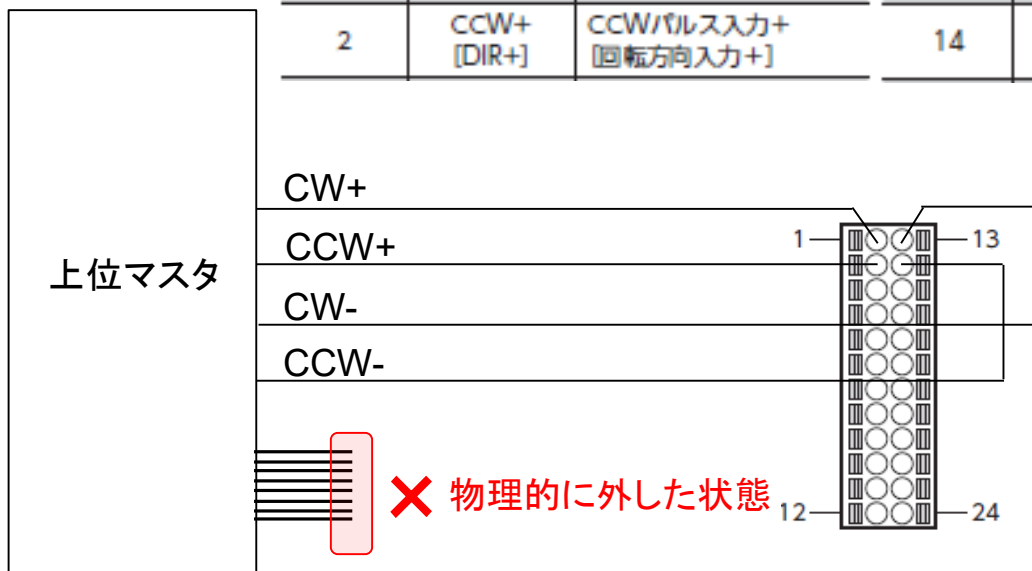 2
CCW+
[DIR+]
CCWパルス入力+
[回転方向入力+]
14
上位マスタ
CW+
CCW+
CW-
CCW-
1
13
物理的に外した状態
12
24